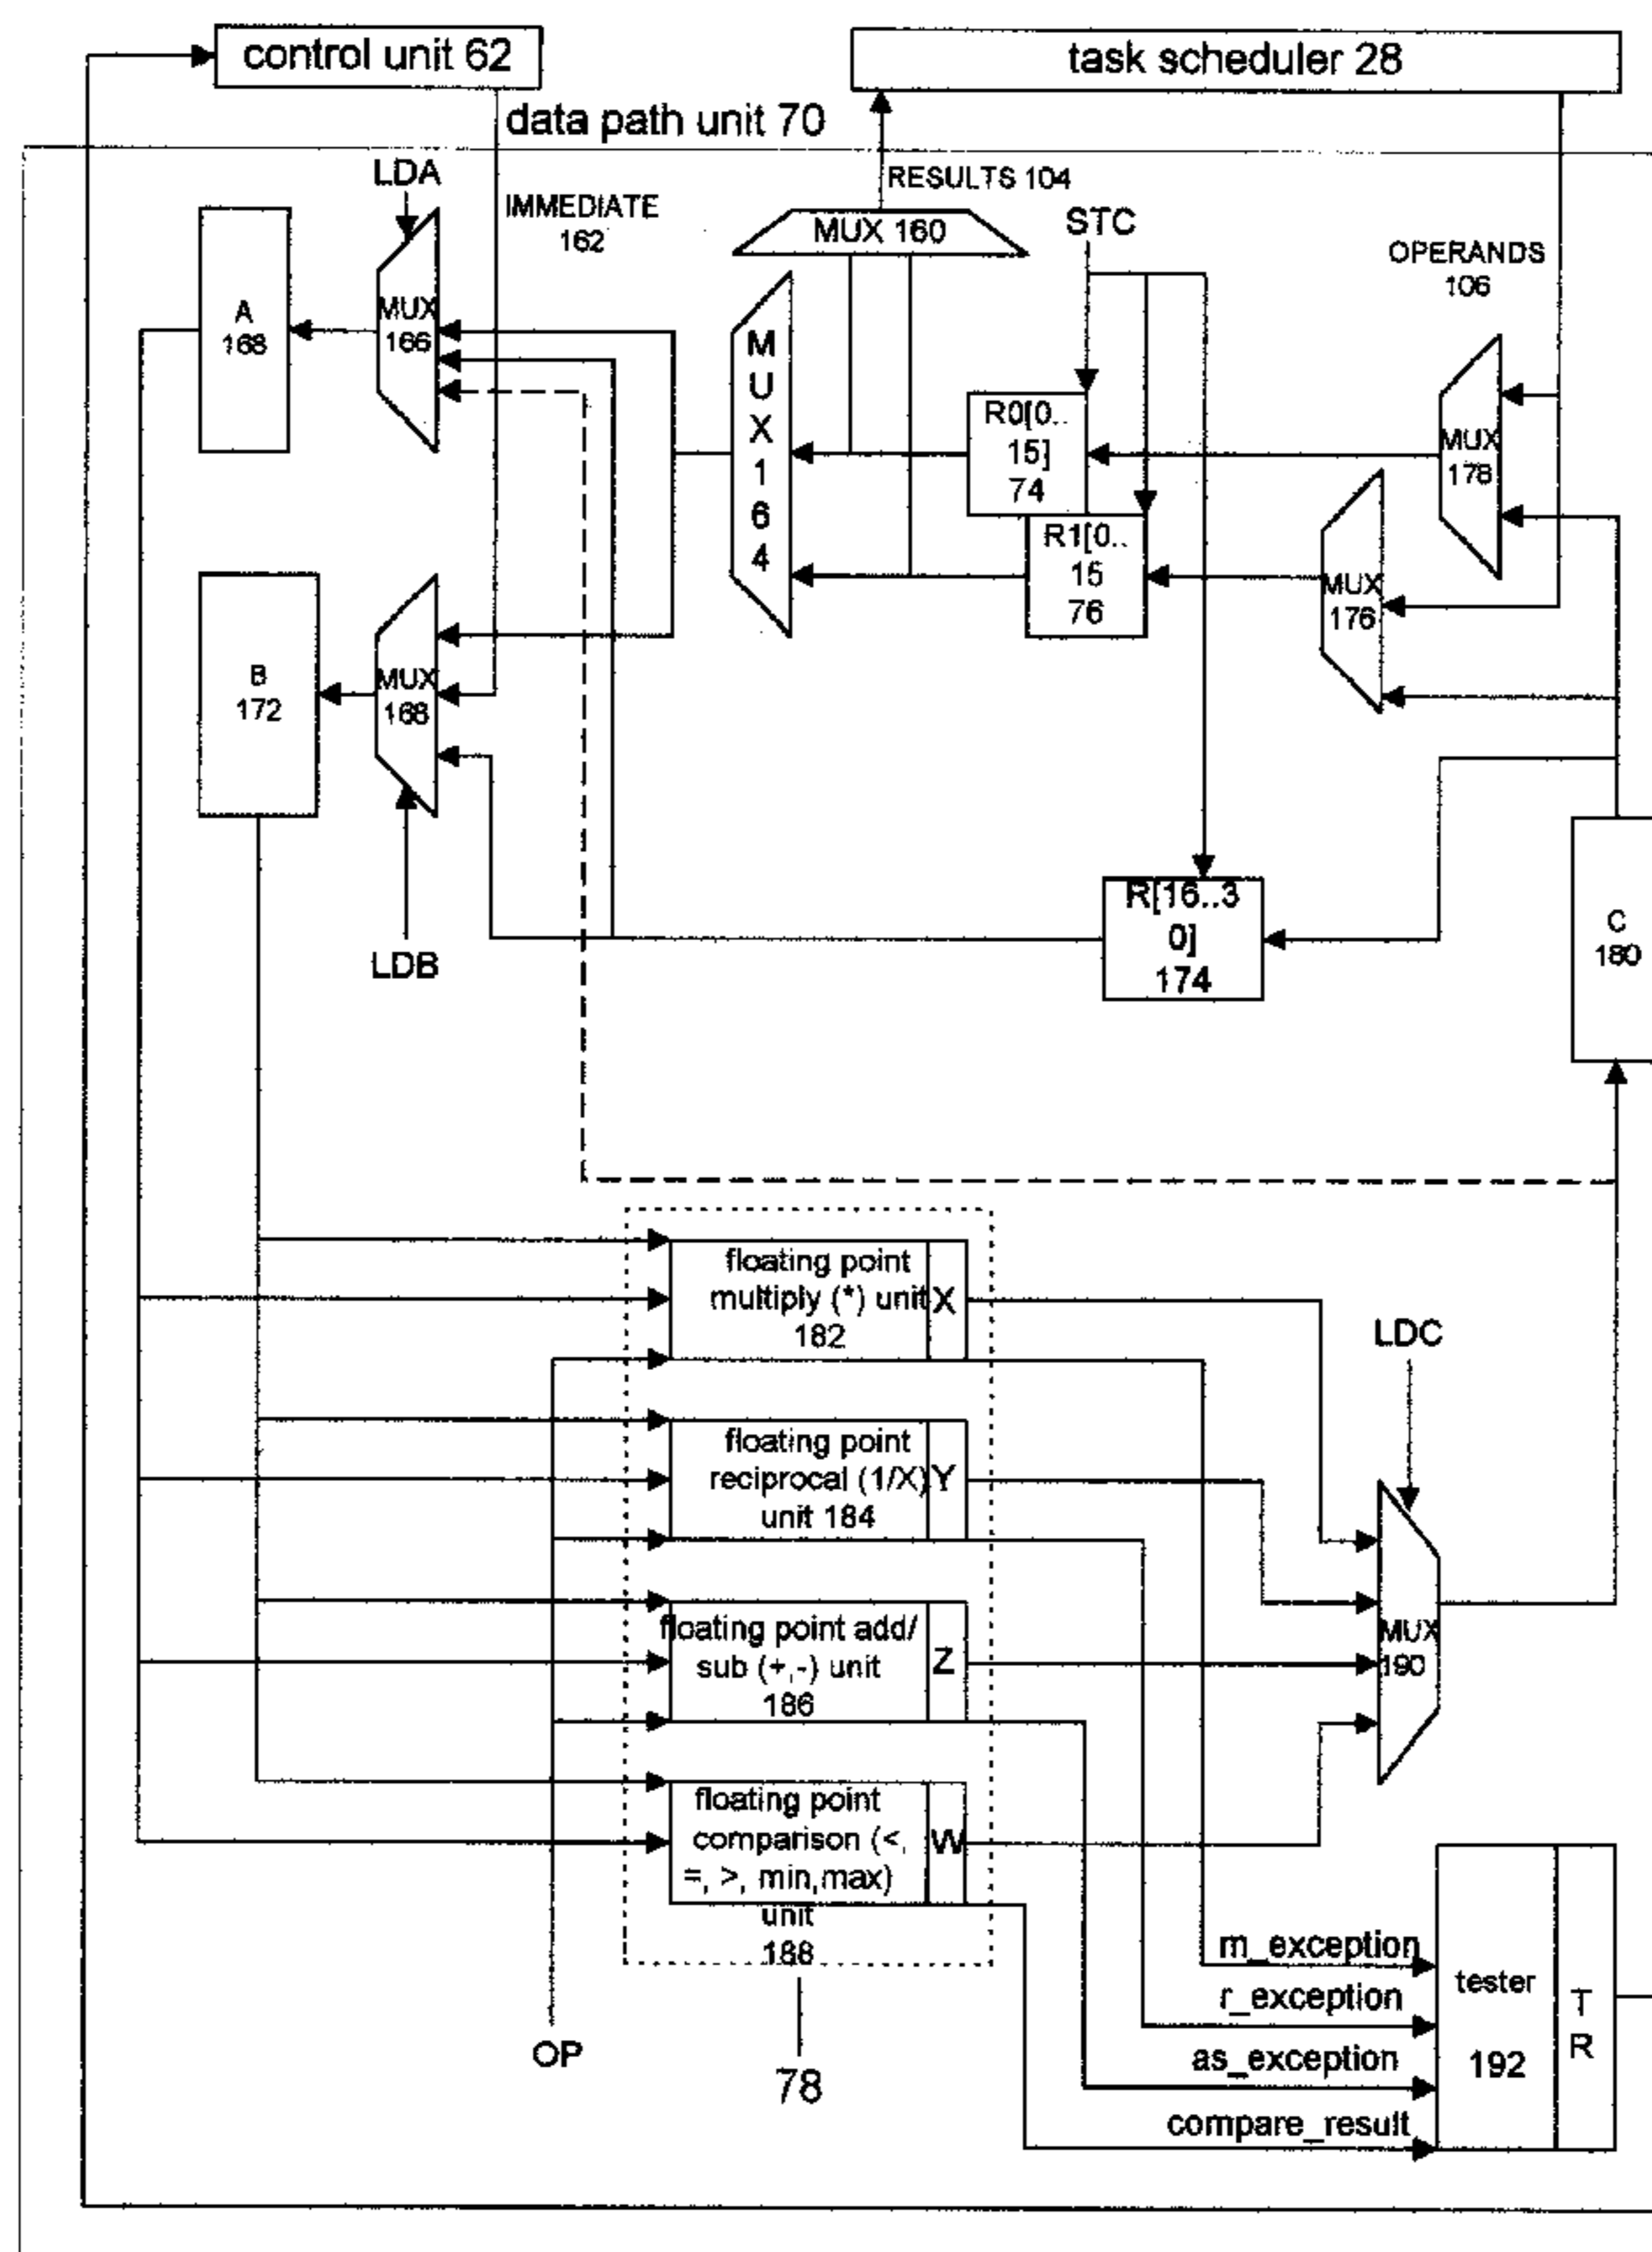 control unit 62
task scheduler 28
data path unit 70
LDA
RESULTS 104
IMMEDIATE
162
MUX 160
STC
OPERANDS
106
A
168
MUX
166
M
U
X
1
6
4
R0[0..
15]
74
MUX
178
R1[0..
15
76
MUX
176
B
172
MUX
168
LDB
R[16..3
0]
174
C
180
floating point
multiply (*) unit
182
X
LDC
floating point
reciprocal (1/X)
unit 184
Y
floating point add/
sub (+,-) unit
186
Z
MUX
190
floating point
comparison (<,
=, >, min,max)
unit
188
W
m_exception
r_exception
as_exception
compare_result
tester
192
T
R
OP
78